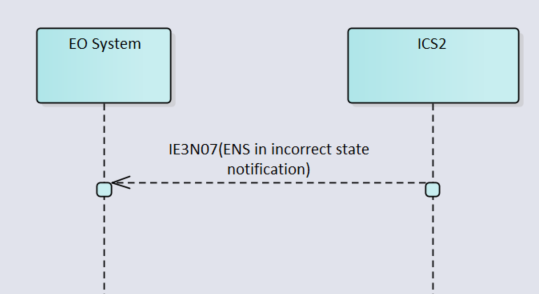 EO System
ICS2
IE3N07(ENS in incorrect state
notification)